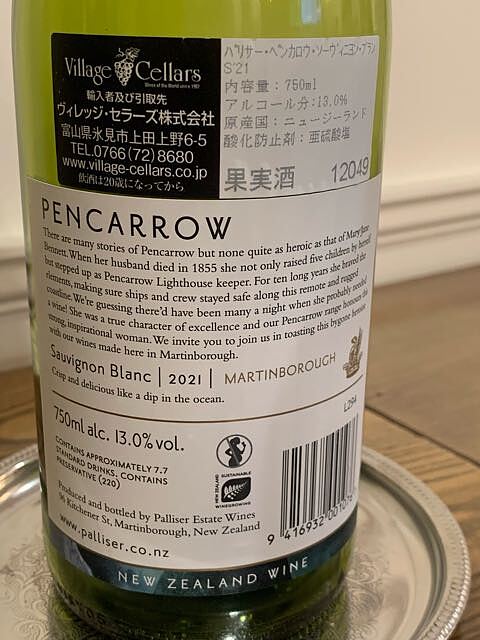 Village Cellars
Wines of the World since 1987
輸入者及び引取先
ヴィレッジ・セラーズ株式会社
富山県氷見市上田上野6-5
TEL.0766(72)8680
www.village-cellars.co.jp
飲酒は20歳になってから
パリサー・ペンカロウ・ソーヴィニヨン・ブラン
S'21
内容量:750ml
アルコール分:13.0%
原産国:ニュージーランド
酸化防止剤:亜硫酸塩
果実酒 12049
PENCARROW
There are many stories of Pencarrow but none quite as heroic as that of Mary Jane
Bennett. When her husband died in 1855 she not only raised five children by herself
but stepped up as Pencarrow Lighthouse keeper. For ten long years she braved the
elements, making sure ships and crew stayed safe along this remote and rugged
coastline. We're guessing there'd have been many a night when she probably needed
a wine! She was a true character of excellence and our Pencarrow range honours this
strong, inspirational woman. We invite you to join us in toasting this bygone heroine
with our wines made here in Martinborough.
Sauvignon Blanc | 2021 | MARTINBOROUGH
Crisp and delicious like a dip in the ocean.
L294
750ml alc. 13.0% vol.
CONTAINS APPROXIMATELY 7.7
STANDARD DRINKS. CONTAINS
PRESERVATIVE (220)
NEW ZEALAND
SUSTAINABLE
WINEGROWING
Produced and bottled by Palliser Estate Wines
96 Kitchener St, Martinborough, New Zealand
www.palliser.co.nz
9 416932 00107
NEW ZEALAND WINE